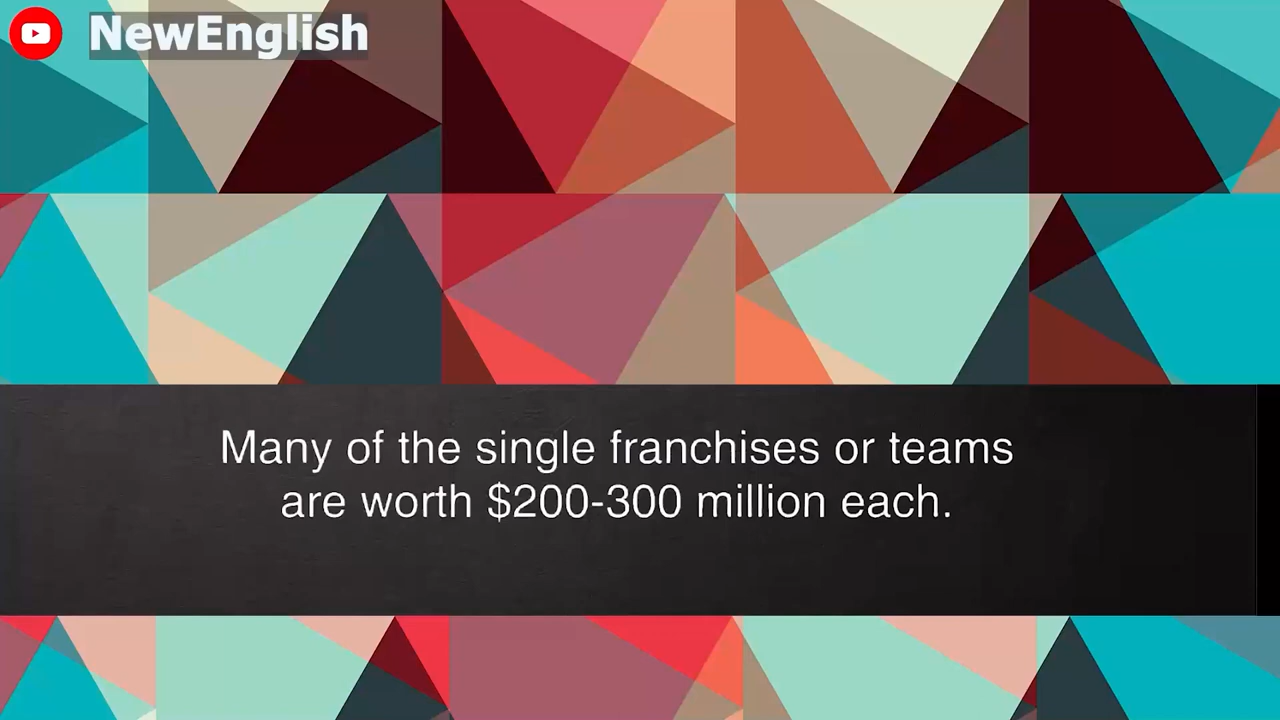 NewEnglish
Many of the single franchises or teams
are worth $200-300 million each.